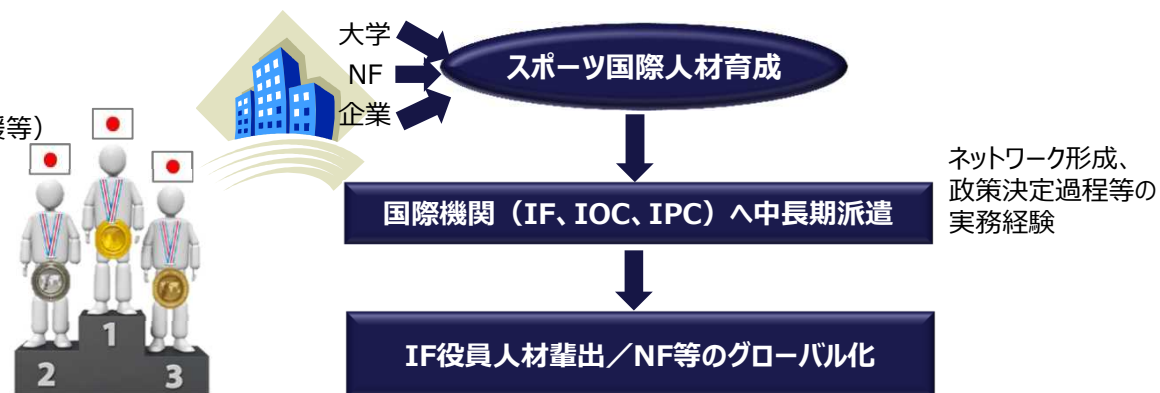 大学
NF
企業
スポーツ国際人材育成
等）
国際機関（IF、IOC、IPC）へ中長期派遣
ネットワーク形成、
政策決定過程等の
実務経験
IF役員人材輩出／NF等のグローバル化
1
2
3